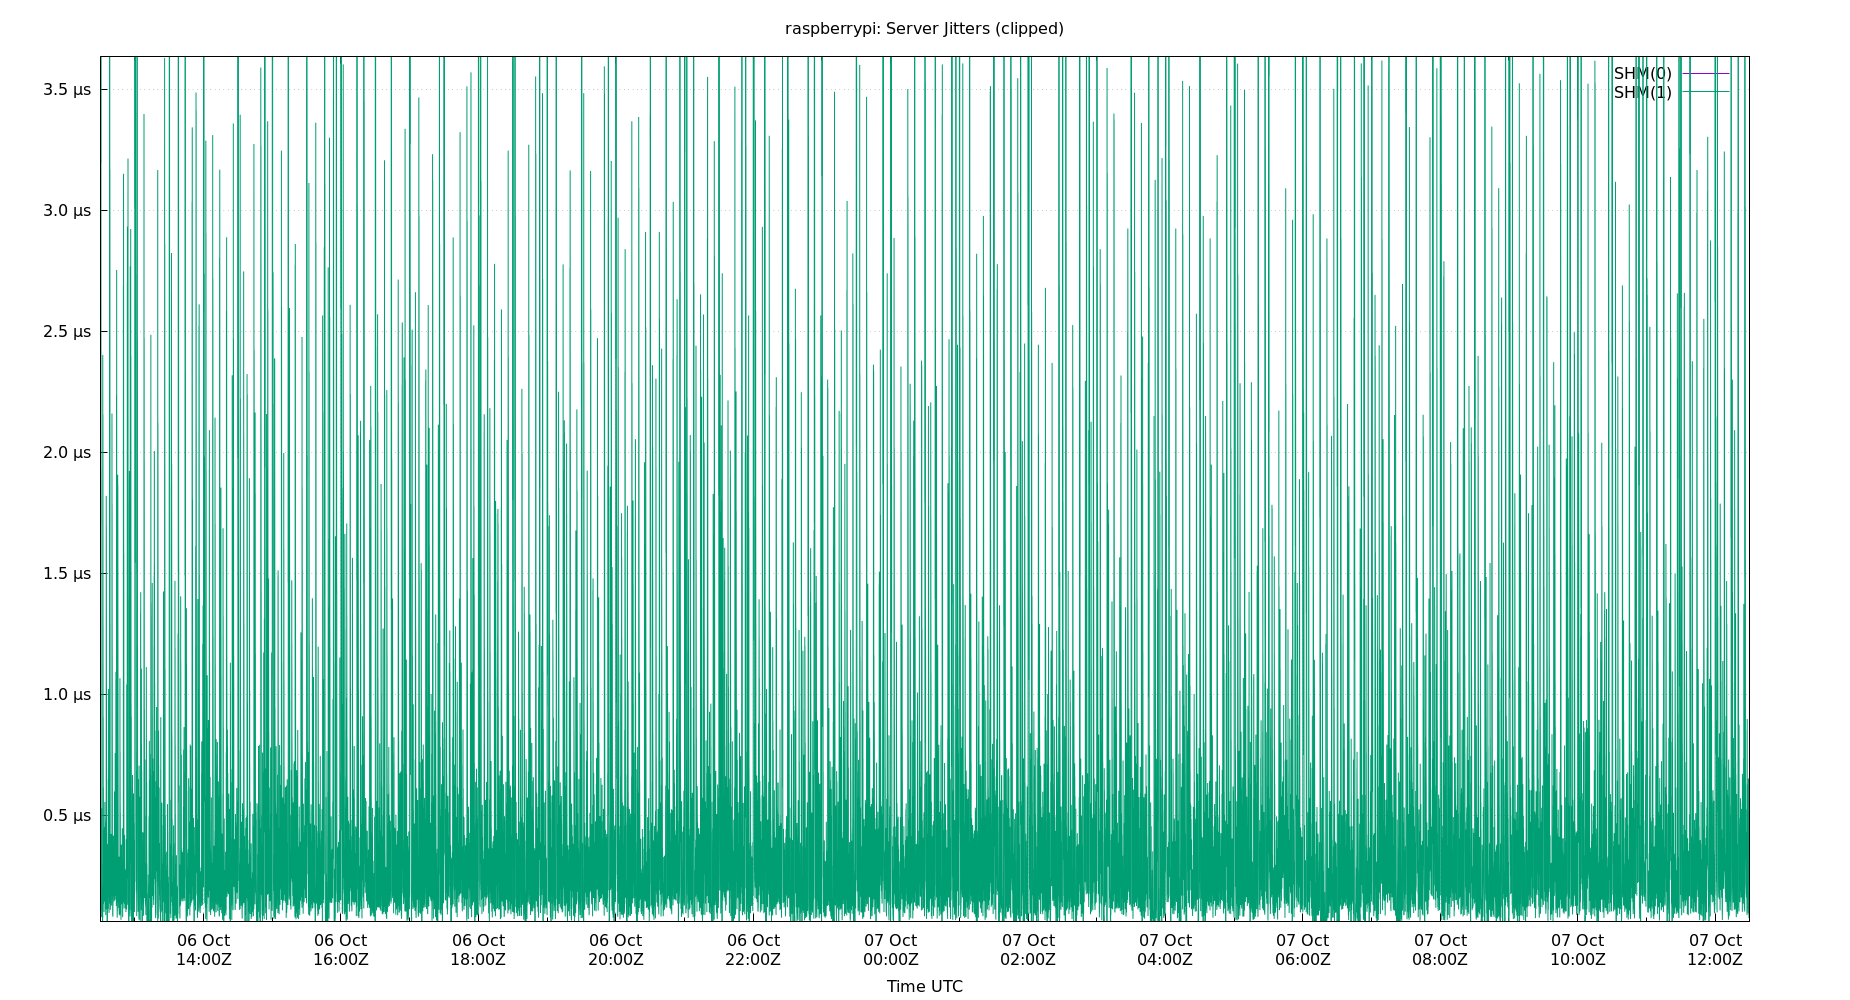 raspberrypi: Server Jitters (clipped)
SHM(0)
SHM(1)
3.5 µs
3.0 µs
2.5 µs
2.0 µs
1.5 µs
1.0 µs
0.5 µs
06 Oct 06 Oct 06 Oct 06 Oct 06 Oct 07 Oct 07 Oct 07 Oct 07 Oct 07 Oct 07 Oct 07 Oct
14:00Z 16:00Z 18:00Z 20:00Z 22:00Z 00:00Z 02:00Z 04:00Z 06:00Z 08:00Z 10:00Z 12:00Z
Time UTC